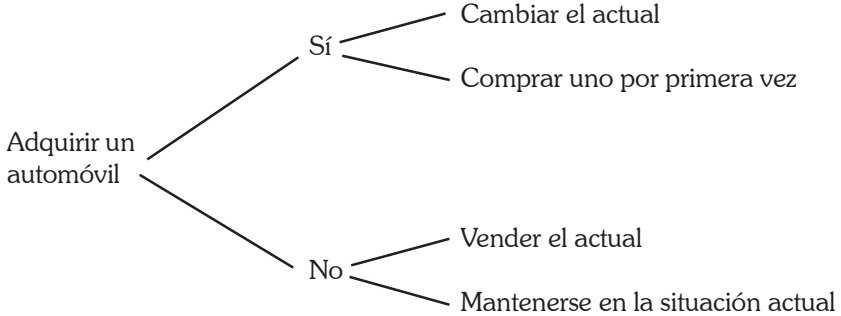 Cambiar el actual
Sí
Comprar uno por primera vez
Adquirir un
automóvil
Vender el actual
No
Mantenerse en la situación actual